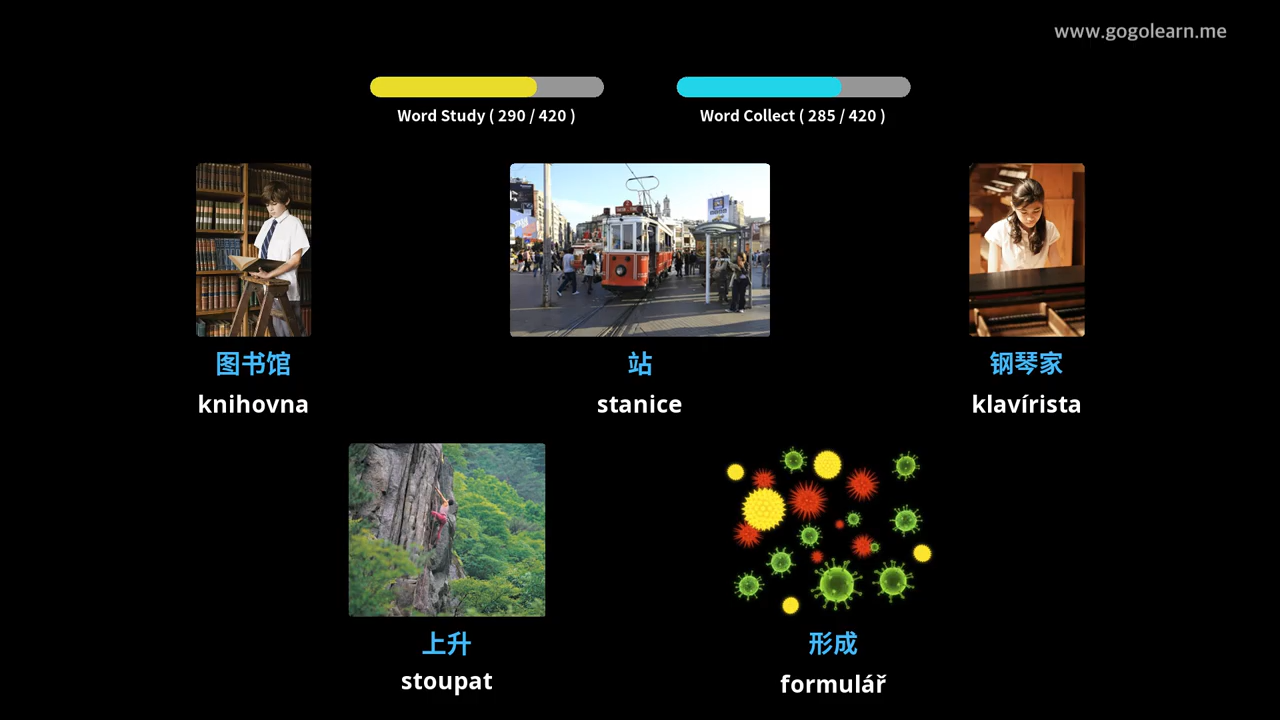 www.gogolearn.me
Word Study ( 290 / 420 )
Word Collect ( 285 / 420 )
图书馆
knihovna
站
stanice
钢琴家
klavírista
上升
stoupat
形成
formulář